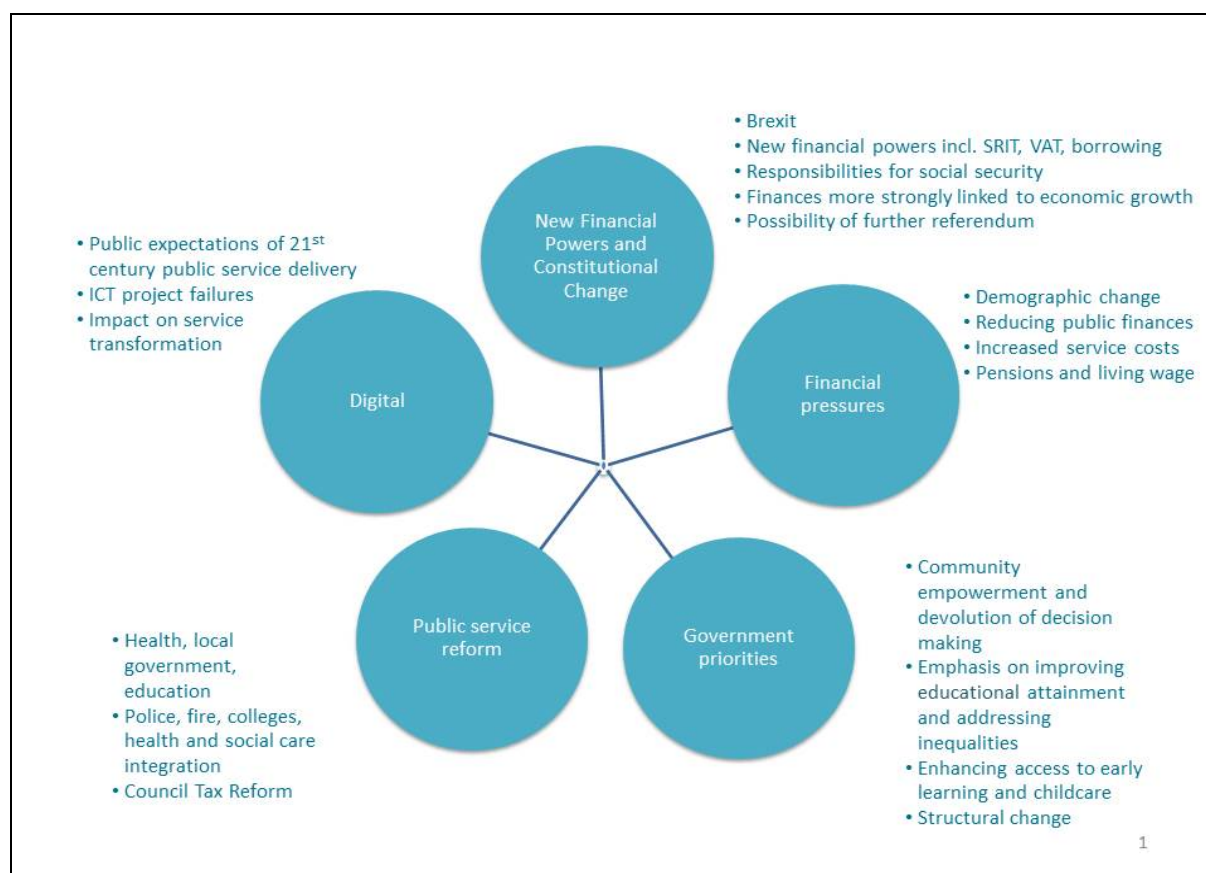 • Brexit
• New financial powers incl. SRIT, VAT, borrowing
• Responsibilities for social security
• Finances more strongly linked to economic growth
• Possibility of further referendum
New Financial
Powers and
Constitutional
Change
• Public expectations of 21st
century public service delivery
• ICT project failures
• Impact on service
transformation
Digital
• Demographic change
• Reducing public finances
• Increased service costs
• Pensions and living wage
Financial
pressures
Public service
reform
• Health, local
government,
education
• Police, fire, colleges,
health and social care
integration
• Council Tax Reform
Government
priorities
• Community
empowerment and
devolution of decision
making
• Emphasis on improving
educational attainment
and addressing
inequalities
• Enhancing access to early
learning and childcare
• Structural change
1